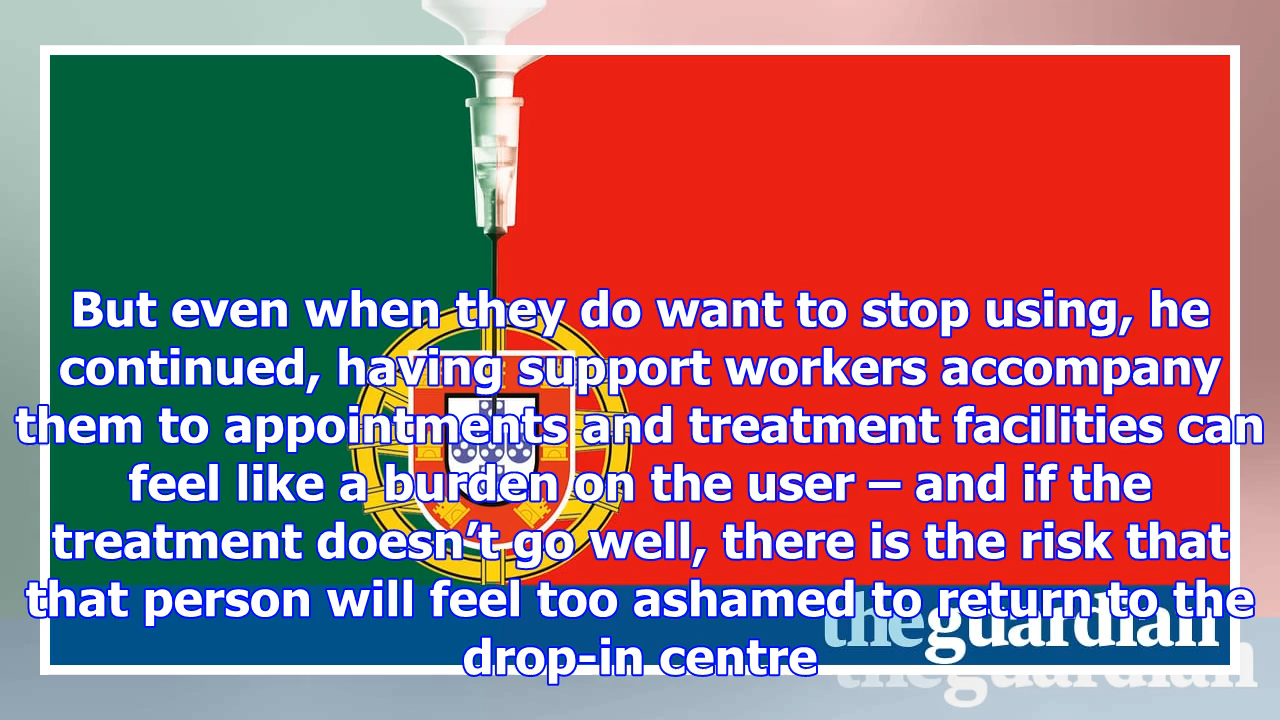 But even when they do want to stop using, he
continued, having support workers accompany
them to appointments and treatment facilities can
feel like a burden on the user – and if the
treatment doesn’t go well, there is the risk that
that person will feel too ashamed to return to the
drop-in centre
theguardian
theguardian